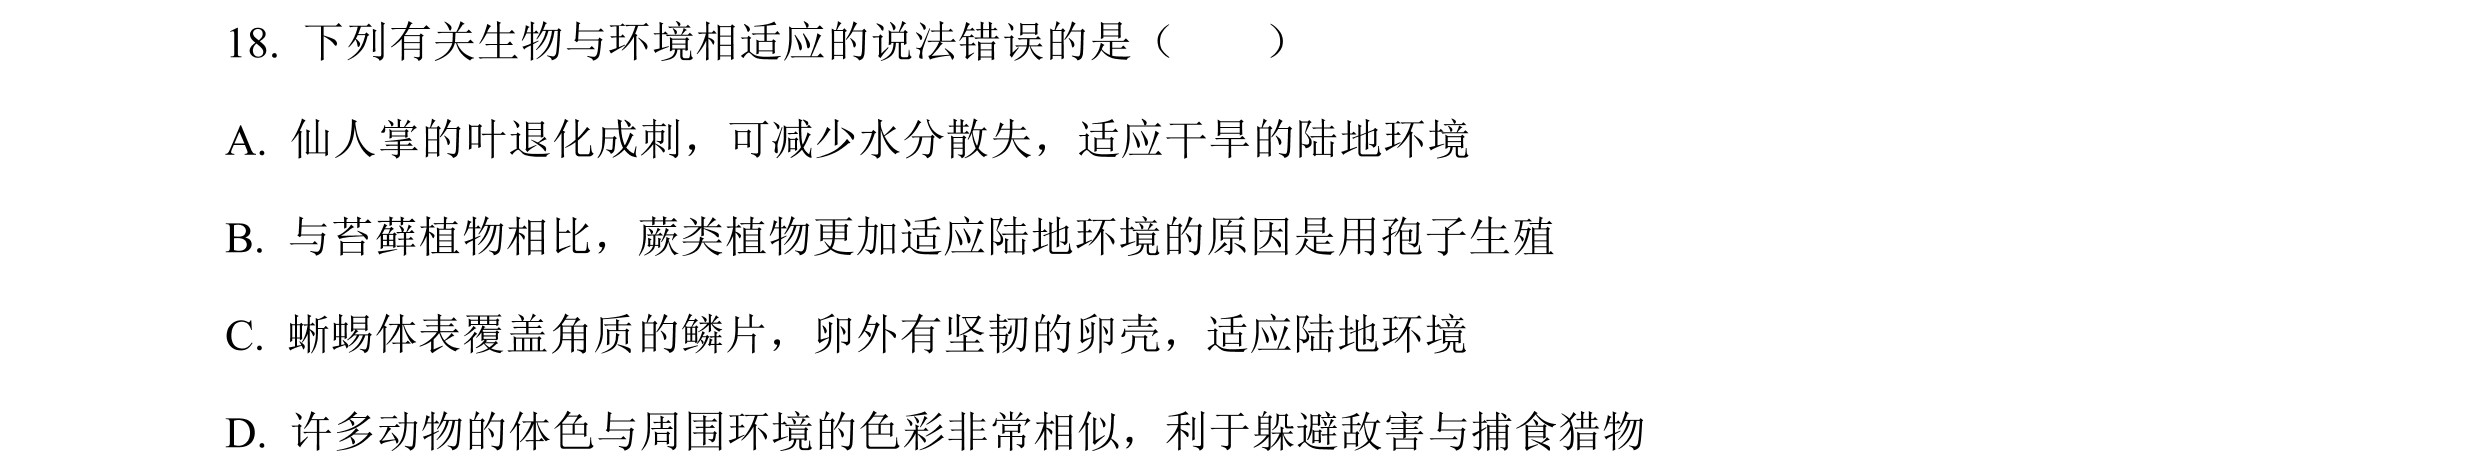 18. 下列有关生物与环境相适应的说法错误的是（　　）
A. 仙人掌的叶退化成刺，可减少水分散失，适应干旱的陆地环境
B. 与苔藓植物相比，蕨类植物更加适应陆地环境的原因是用孢子生殖
C. 蜥蜴体表覆盖角质的鳞片，卵外有坚韧的卵壳，适应陆地环境
D. 许多动物的体色与周围环境的色彩非常相似，利于躲避敌害与捕食猎物